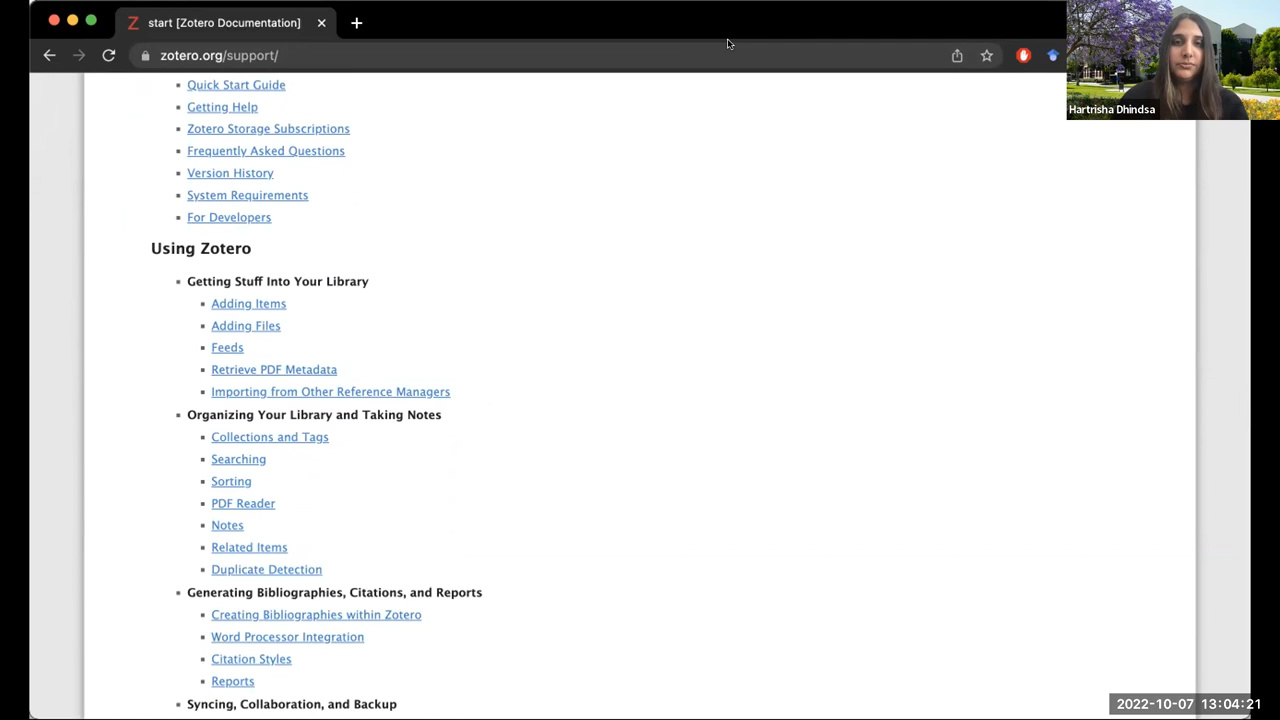 start [Zotero Documentation]
zotero.org/support/
Hartrisha Dhindsa
Quick Start Guide
Getting Help
Zotero Storage Subscriptions
Frequently Asked Questions
Version History
System Requirements
For Developers
Using Zotero
Getting Stuff Into Your Library
Adding Items
Adding Files
Feeds
Retrieve PDF Metadata
Importing from Other Reference Managers
Organizing Your Library and Taking Notes
Collections and Tags
Searching
Sorting
PDF Reader
Notes
Related Items
Duplicate Detection
Generating Bibliographies, Citations, and Reports
Creating Bibliographies within Zotero
Word Processor Integration
Citation Styles
Reports
Syncing, Collaboration, and Backup
2022-10-07 13:04:21